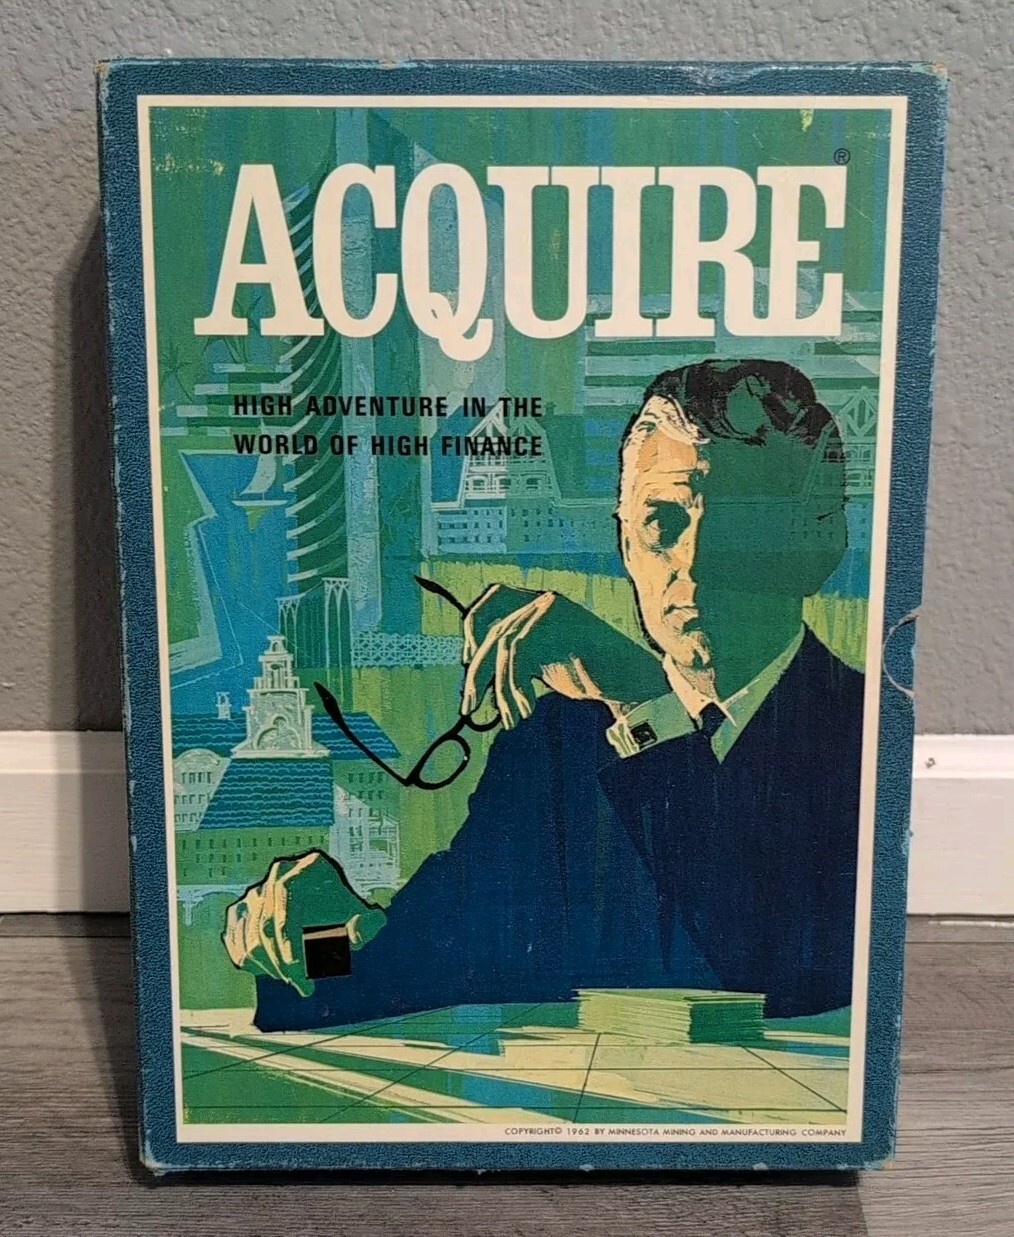 ACQUIRE®
HIGH ADVENTURE IN THE
WORLD OF HIGH FINANCE
COPYRIGHT© 1962 BY MINNESOTA MINING AND MANUFACTURING COMPANY